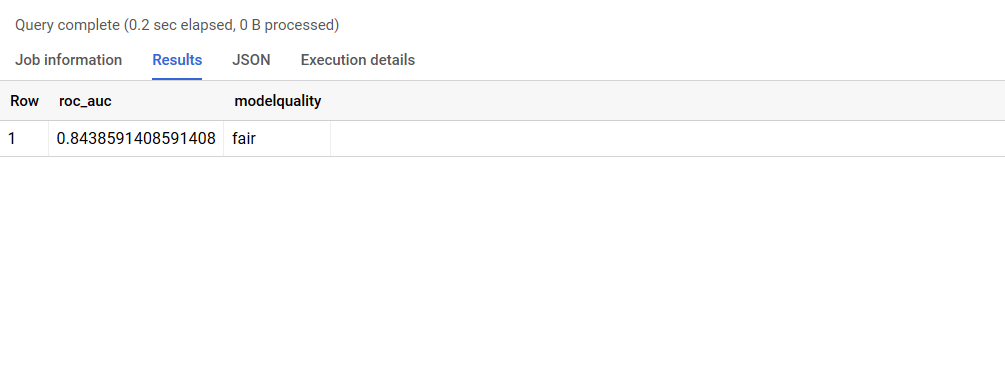 Query complete (0.2 sec elapsed, 0 B processed)
Job information Results JSON Execution details
Row roc_auc modelquality
1 0.8438591408591408 fair